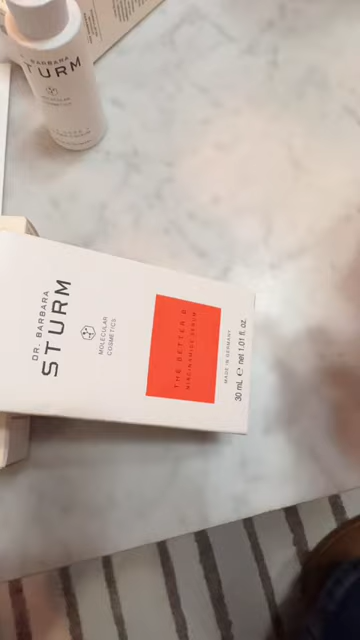 BARBARA
STURM
MOLECULAR
COSMETICS
DR. BARBARA
STURM
MOLECULAR
COSMETICS
THE BETTER B
NIACINAMIDE SERUM
MADE IN GERMANY
30 mL ℮ net 1.01 fl. oz.